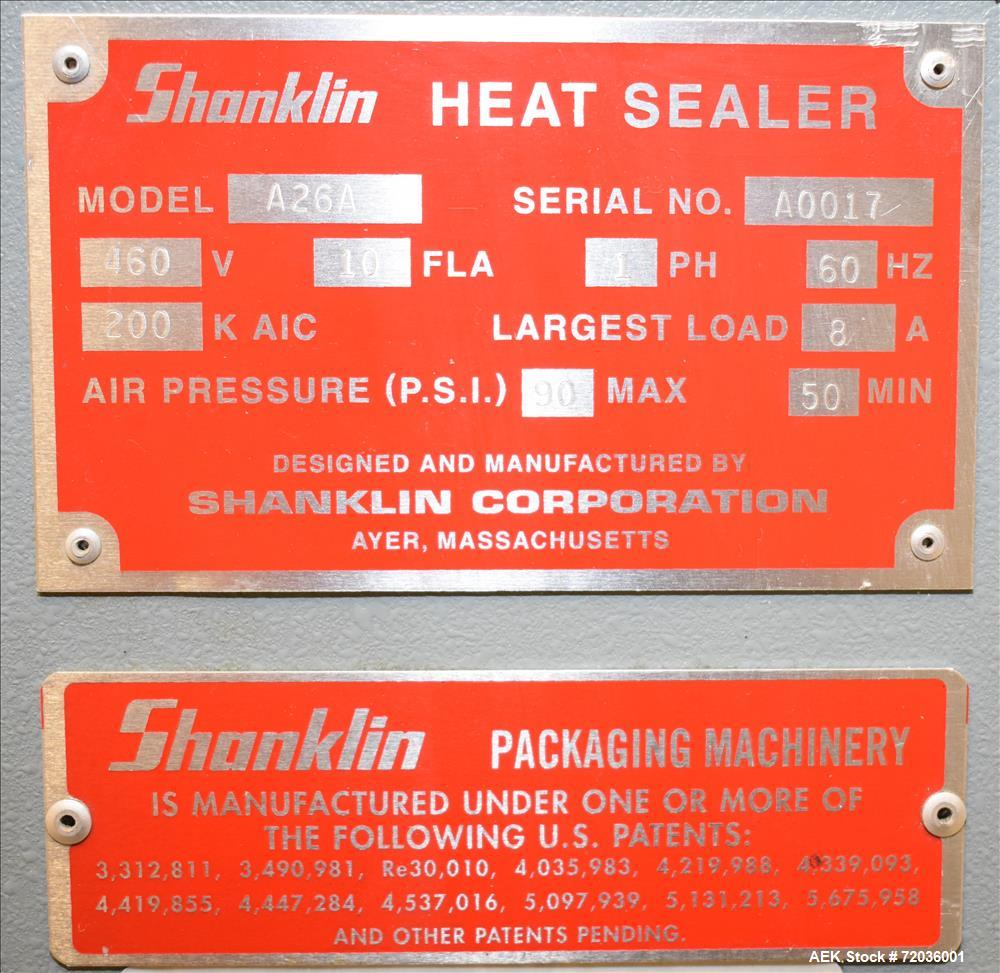 Shanklin HEAT SEALER
MODEL A26A SERIAL NO. A0017
460 V 10 FLA 1 PH 60 HZ
200 K AIC LARGEST LOAD 8 A
AIR PRESSURE (P.S.I.) 90 MAX 50 MIN
DESIGNED AND MANUFACTURED BY
SHANKLIN CORPORATION
AYER, MASSACHUSETTS
Shanklin PACKAGING MACHINERY
IS MANUFACTURED UNDER ONE OR MORE OF
THE FOLLOWING U.S. PATENTS:
3,312,811, 3,490,981, Re30,010, 4,035,983, 4,219,988, 4,339,093,
4,419,855, 4,447,284, 4,537,016, 5,097,939, 5,131,213, 5,675,958
AND OTHER PATENTS PENDING.
AEK, Stock # 72036001